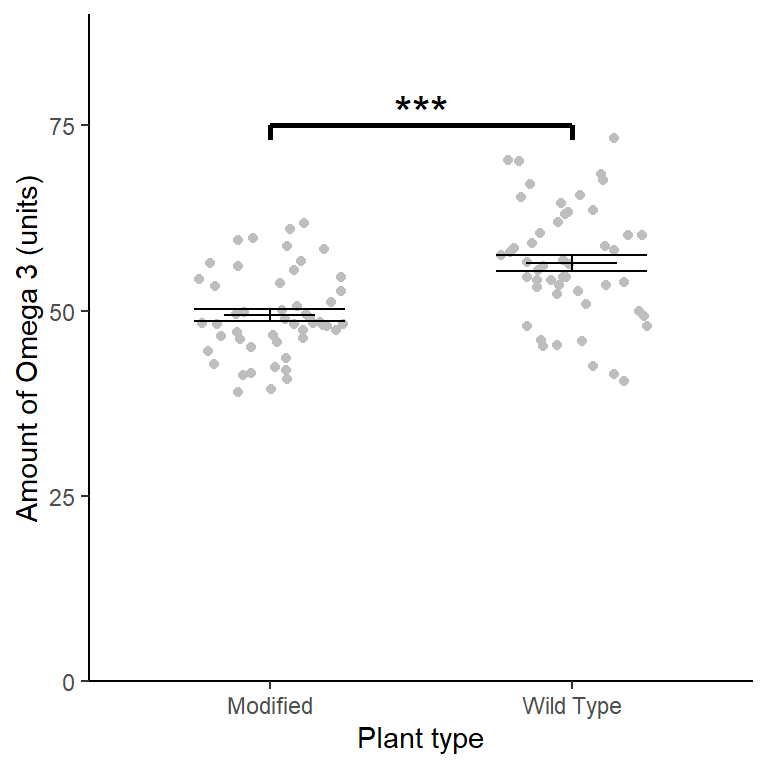 Amount of Omega 3 (units)
75
50
25
0
***
Modified
Wild Type
Plant type